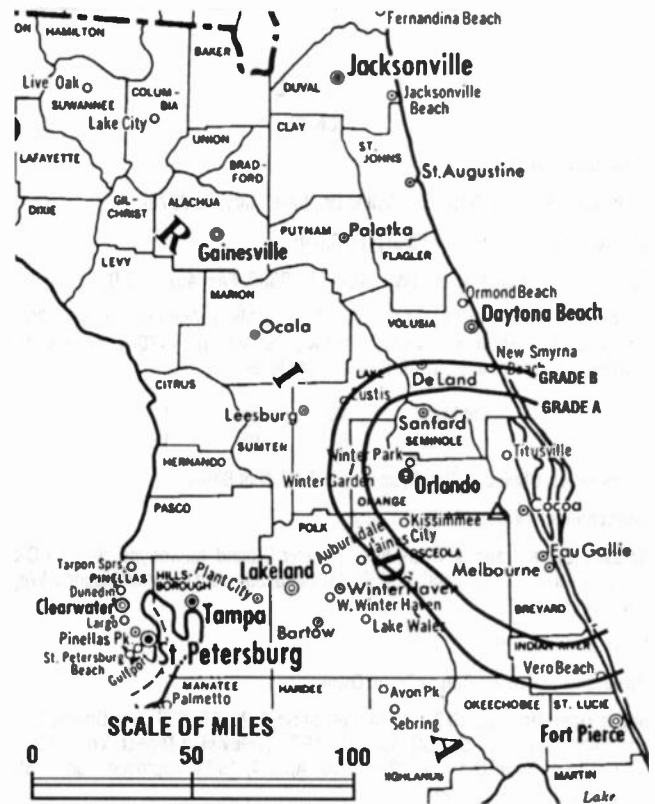 Fernandina Beach
ON
HAMILTON
BAKER
Jacksonville
Live Oak
COLUM-
BIA
DUVAL
Jacksonville
Beach
SUWANNEE
Lake City
CLAY
UNION
ST.
JOHNS
LAFAYETTE
BRAD-
FORD
St. Augustine
DIXIE
GIL-
CHRIST
ALACHUA
R
PUTNAM
Palatka
Gainesville
FLAGLER
LEVY
MARION
Ormond Beach
VOLUSIA
Daytona Beach
Ocala
New Smyrna
Beach
I
LAKE
De Land
GRADE B
CITRUS
Eustis
GRADE A
Leesburg
Sanford
SEMINOLE
SUMTER
Titusville
HERNANDO
Winter Park
Winter Garden
Orlando
PASCO
ORANGE
POLK
Kissimmee
Cocoa
Auburndale
Haines
City
OSCEOLA
Eau Gallie
Tarpon Sprs.
PINELLAS
HILLS-
BOROUGH
Plant City
Lakeland
D
Melbourne
Dunedin
Winter Haven
Clearwater
Tampa
W. Winter Haven
BREVARD
Largo
Bartow
Lake Wales
Pinellas Pk.
St. Petersburg
INDIAN RIVER
St. Petersburg
Beach
Gulfport
Vero Beach
MANATEE
HARDEE
Palmetto
Avon Pk
OKEECHOBEE
ST. LUCIE
Sebring
SCALE OF MILES
A
Fort Pierce
0 50 100
HIGHLANDS
MARTIN
Lake